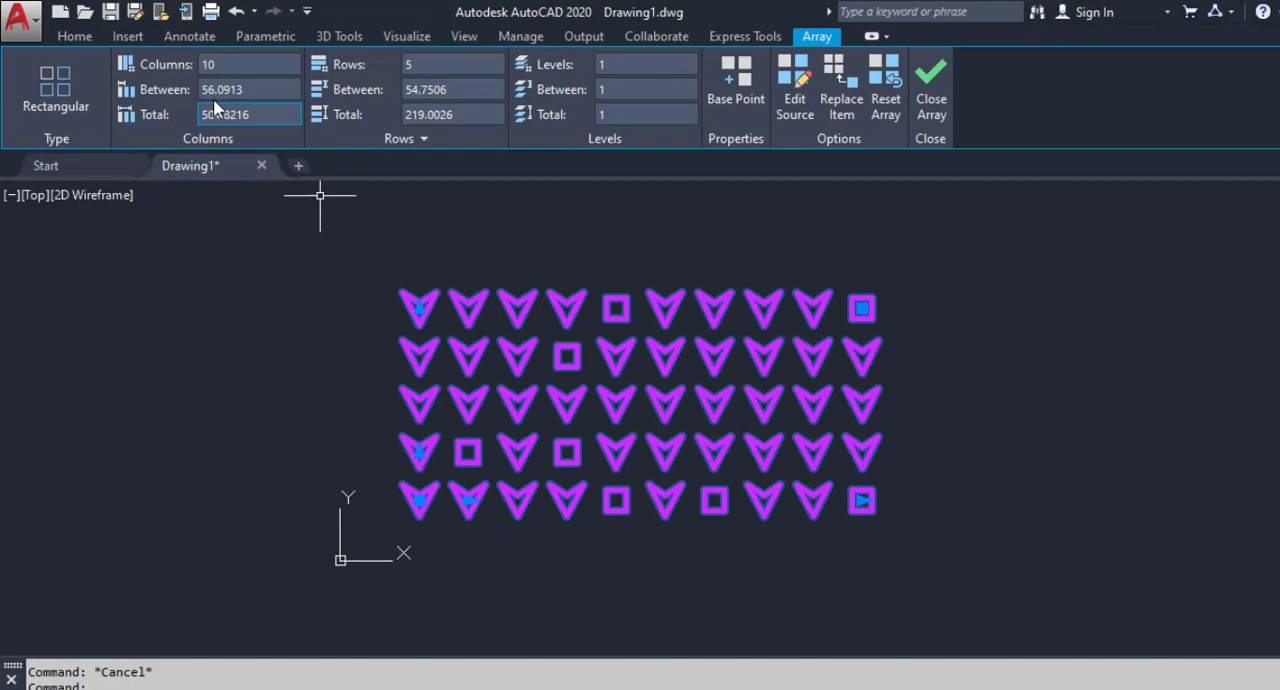 Autodesk AutoCAD 2020 Drawing1.dwg
Type a keyword or phrase
Sign In
Home Insert Annotate Parametric 3D Tools Visualize View Manage Output Collaborate Express Tools Array
Columns: 10
Between: 56.0913
Total:
Rows: 5
Between: 54.7506
Total: 219.0026
Levels: 1
Between: 1
Total: 1
Rectangular
Base Point
Edit Source
Replace Item
Reset Array
Close Array
Type Columns Rows Levels Properties Options Close
Start Drawing1*
[−][Top][2D Wireframe]
Y
X
Command: *Cancel*
Command: